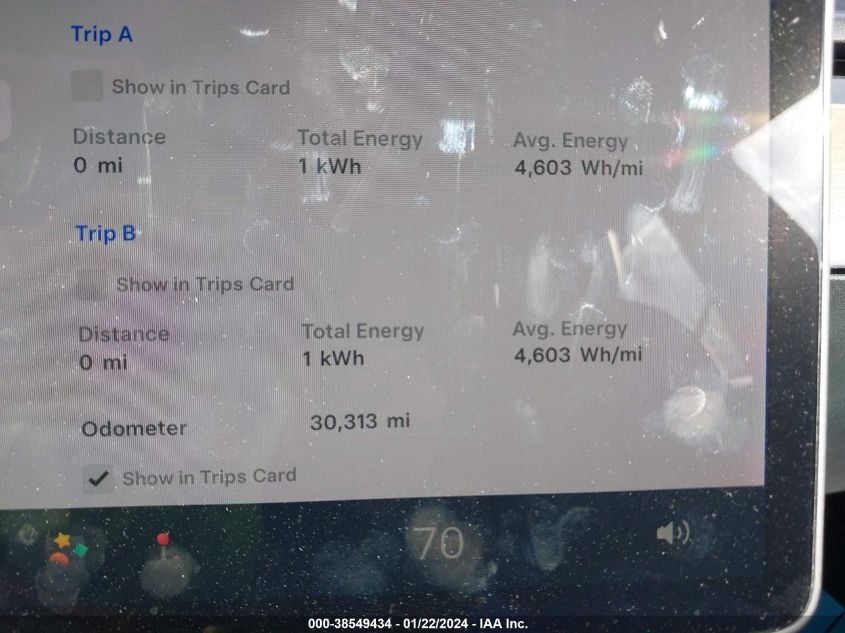 Trip A
Show in Trips Card
Distance Total Energy Avg. Energy
0 mi 1 kWh 4,603 Wh/mi
Trip B
Show in Trips Card
Distance Total Energy Avg. Energy
0 mi 1 kWh 4,603 Wh/mi
Odometer 30,313 mi
Show in Trips Card
70
000-38549434 - 01/22/2024 - IAA Inc.